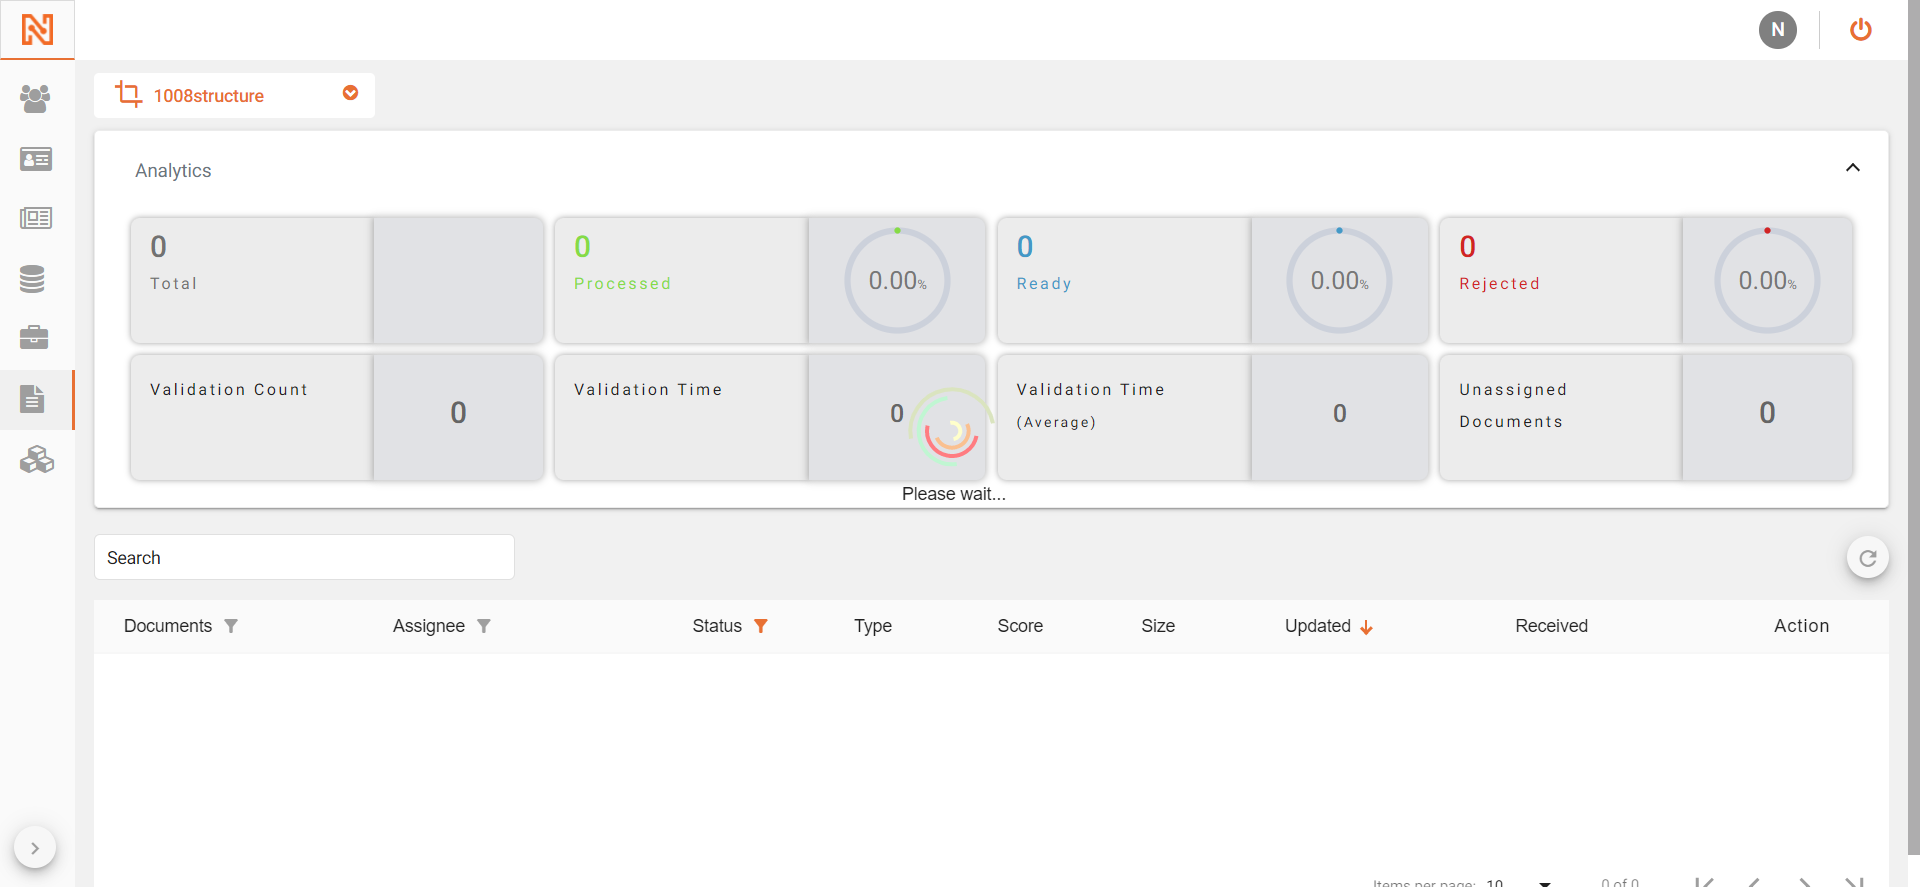 N
1008structure
Analytics
0
Total
0
Processed
0.00%
0
Ready
0.00%
0
Rejected
0.00%
Validation Count
0
Validation Time
0
Validation Time
(Average)
0
Unassigned
Documents
0
Please wait...
Search
Documents Assignee Status Type Score Size Updated Received Action
Items per page: 10 0 of 0